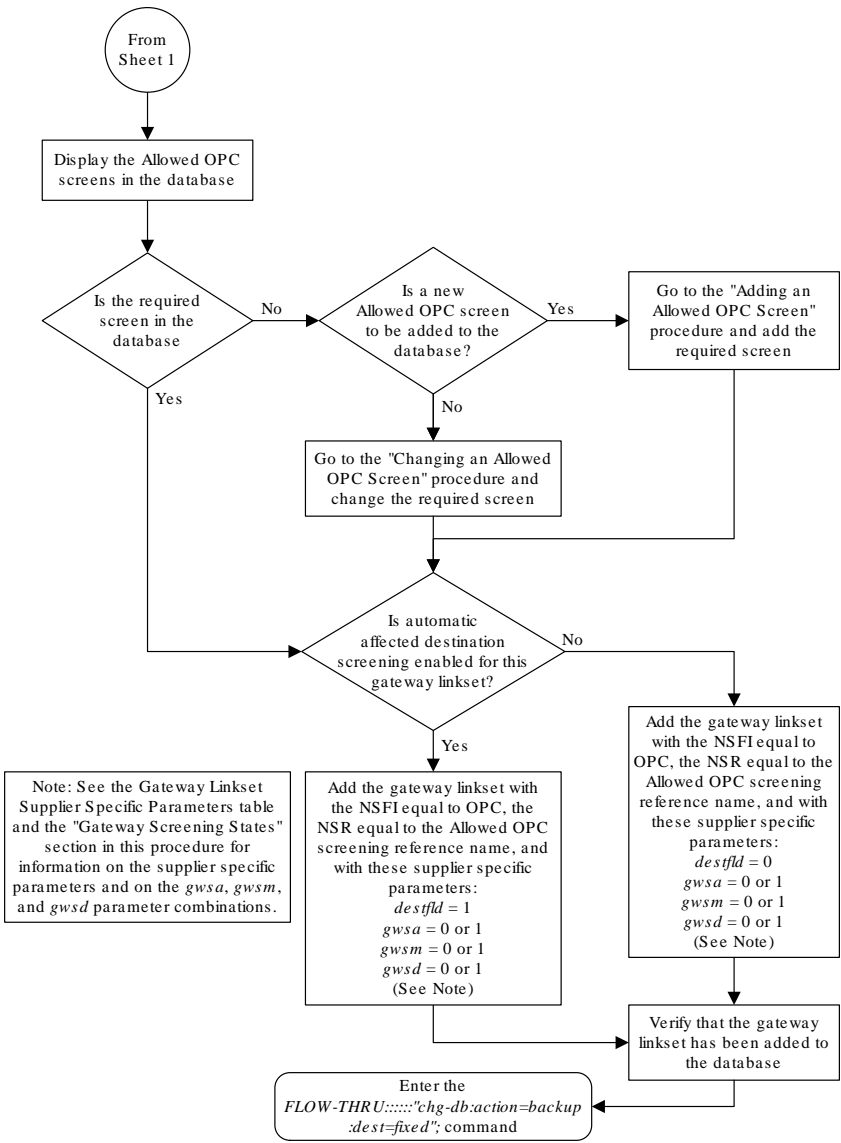 From
Sheet 1
Display the Allowed OPC
screens in the database
Is the required
screen in the
database
No
Yes
Is a new
Allowed OPC screen
to be added to the
database?
Yes
No
Go to the "Adding an
Allowed OPC Screen"
procedure and add the
required screen
Go to the "Changing an Allowed
OPC Screen" procedure and
change the required screen
Is automatic
affected destination
screening enabled for this
gateway linkset?
No
Yes
Add the gateway linkset
with the NSFI equal to
OPC, the NSR equal to the
Allowed OPC screening
reference name, and with
these supplier specific
parameters:
destfld = 0
gwsa = 0 or 1
gwsm = 0 or 1
gwsd = 0 or 1
(See Note)
Note: See the Gateway Linkset
Supplier Specific Parameters table
and the "Gateway Screening States"
section in this procedure for
information on the supplier specific
parameters and on the gwsa, gwsm,
and gwsd parameter combinations.
Add the gateway linkset with
the NSFI equal to OPC, the
NSR equal to the Allowed OPC
screening reference name, and
with these supplier specific
parameters:
destfld = 1
gwsa = 0 or 1
gwsm = 0 or 1
gwsd = 0 or 1
(See Note)
Verify that the gateway
linkset has been added to
the database
Enter the
FLOW-THRU::::::"chg-db:action=backup
:dest=fixed"; command